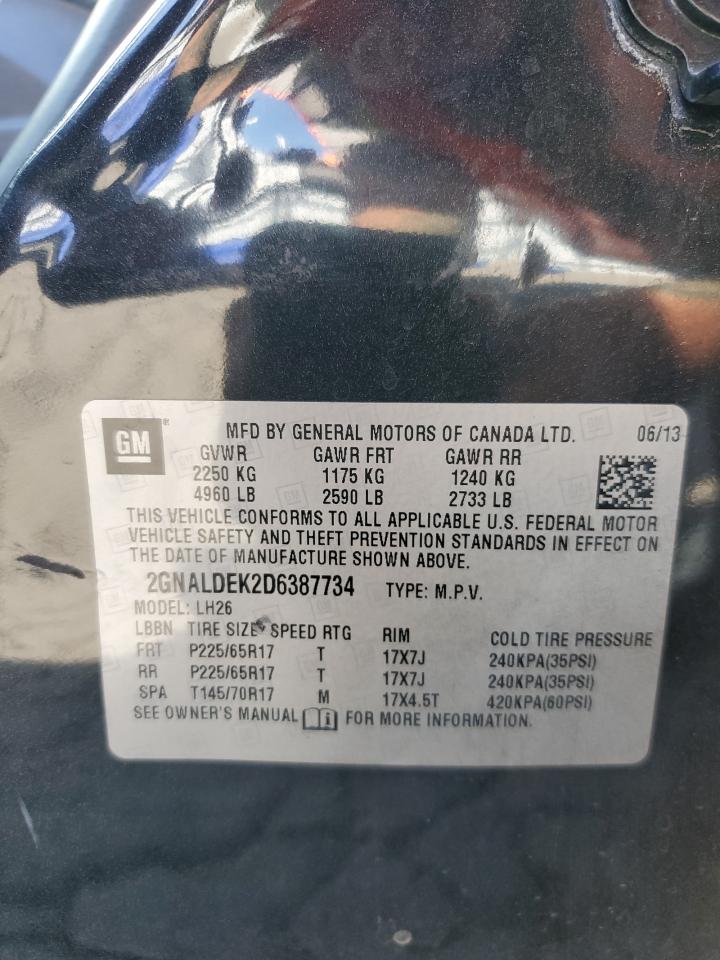 GM
MFD BY GENERAL MOTORS OF CANADA LTD. 06/13
GVWR GAWR FRT GAWR RR
2250 KG 1175 KG 1240 KG
4960 LB 2590 LB 2733 LB
THIS VEHICLE CONFORMS TO ALL APPLICABLE U.S. FEDERAL MOTOR
VEHICLE SAFETY AND THEFT PREVENTION STANDARDS IN EFFECT ON
THE DATE OF MANUFACTURE SHOWN ABOVE.
2GNALDEK2D6387734 TYPE: M.P.V.
MODEL: LH26
LBBN TIRE SIZE SPEED RTG RIM COLD TIRE PRESSURE
FRT P225/65R17 T 17X7J 240KPA(35PSI)
RR P225/65R17 T 17X7J 240KPA(35PSI)
SPA T145/70R17 M 17X4.5T 420KPA(60PSI)
SEE OWNER'S MANUAL FOR MORE INFORMATION.